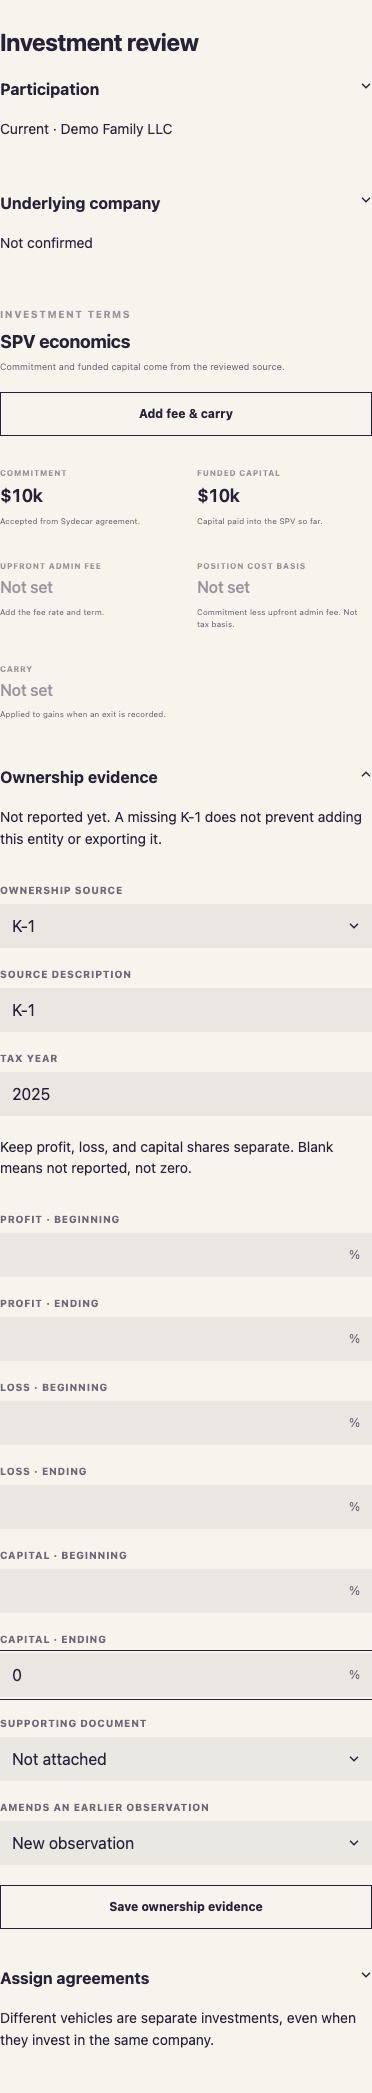 Investment review
Participation
Current · Demo Family LLC
Underlying company
Not confirmed
INVESTMENT TERMS
SPV economics
Commitment and funded capital come from the reviewed source.
Add fee & carry
COMMITMENT
$10k
Accepted from Sydecar agreement.
FUNDED CAPITAL
$10k
Capital paid into the SPV so far.
UPFRONT ADMIN FEE
Not set
Add the fee rate and term.
POSITION COST BASIS
Not set
Commitment less upfront admin fee. Not
tax basis.
CARRY
Not set
Applied to gains when an exit is recorded.
Ownership evidence
Not reported yet. A missing K-1 does not prevent adding
this entity or exporting it.
OWNERSHIP SOURCE
K-1
SOURCE DESCRIPTION
K-1
TAX YEAR
2025
Keep profit, loss, and capital shares separate. Blank
means not reported, not zero.
PROFIT · BEGINNING
%
PROFIT · ENDING
%
LOSS · BEGINNING
%
LOSS · ENDING
%
CAPITAL · BEGINNING
%
CAPITAL · ENDING
0 %
SUPPORTING DOCUMENT
Not attached
AMENDS AN EARLIER OBSERVATION
New observation
Save ownership evidence
Assign agreements
Different vehicles are separate investments, even when
they invest in the same company.